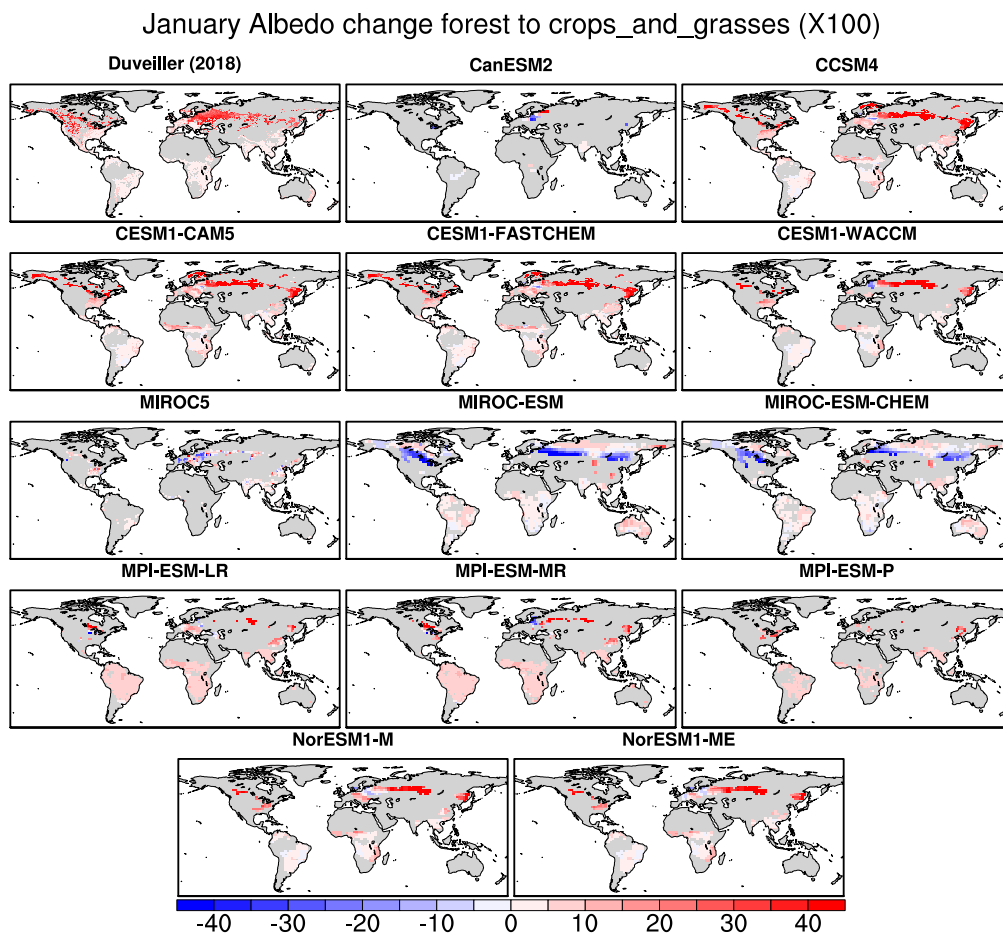 January Albedo change forest to crops_and_grasses (X100)
Duveiller (2018) CanESM2 CCSM4
CESM1-CAM5 CESM1-FASTCHEM CESM1-WACCM
MIROC5 MIROC-ESM MIROC-ESM-CHEM
MPI-ESM-LR MPI-ESM-MR MPI-ESM-P
NorESM1-M NorESM1-ME
-40 -30 -20 -10 0 10 20 30 40